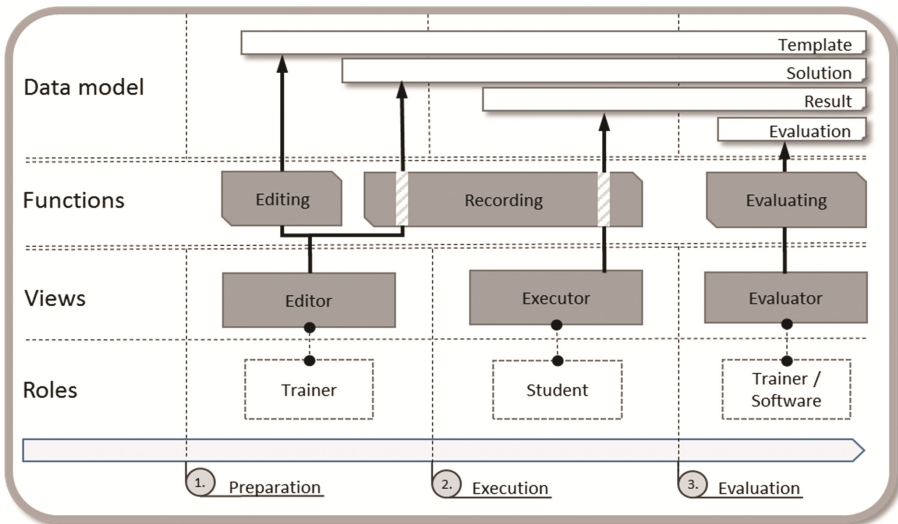 Template
Data model
Solution
Result
Evaluation
Functions
Editing
Recording
Evaluating
Views
Editor
Executor
Evaluator
Roles
Trainer
Student
Trainer /
Software
1. Preparation
2. Execution
3. Evaluation